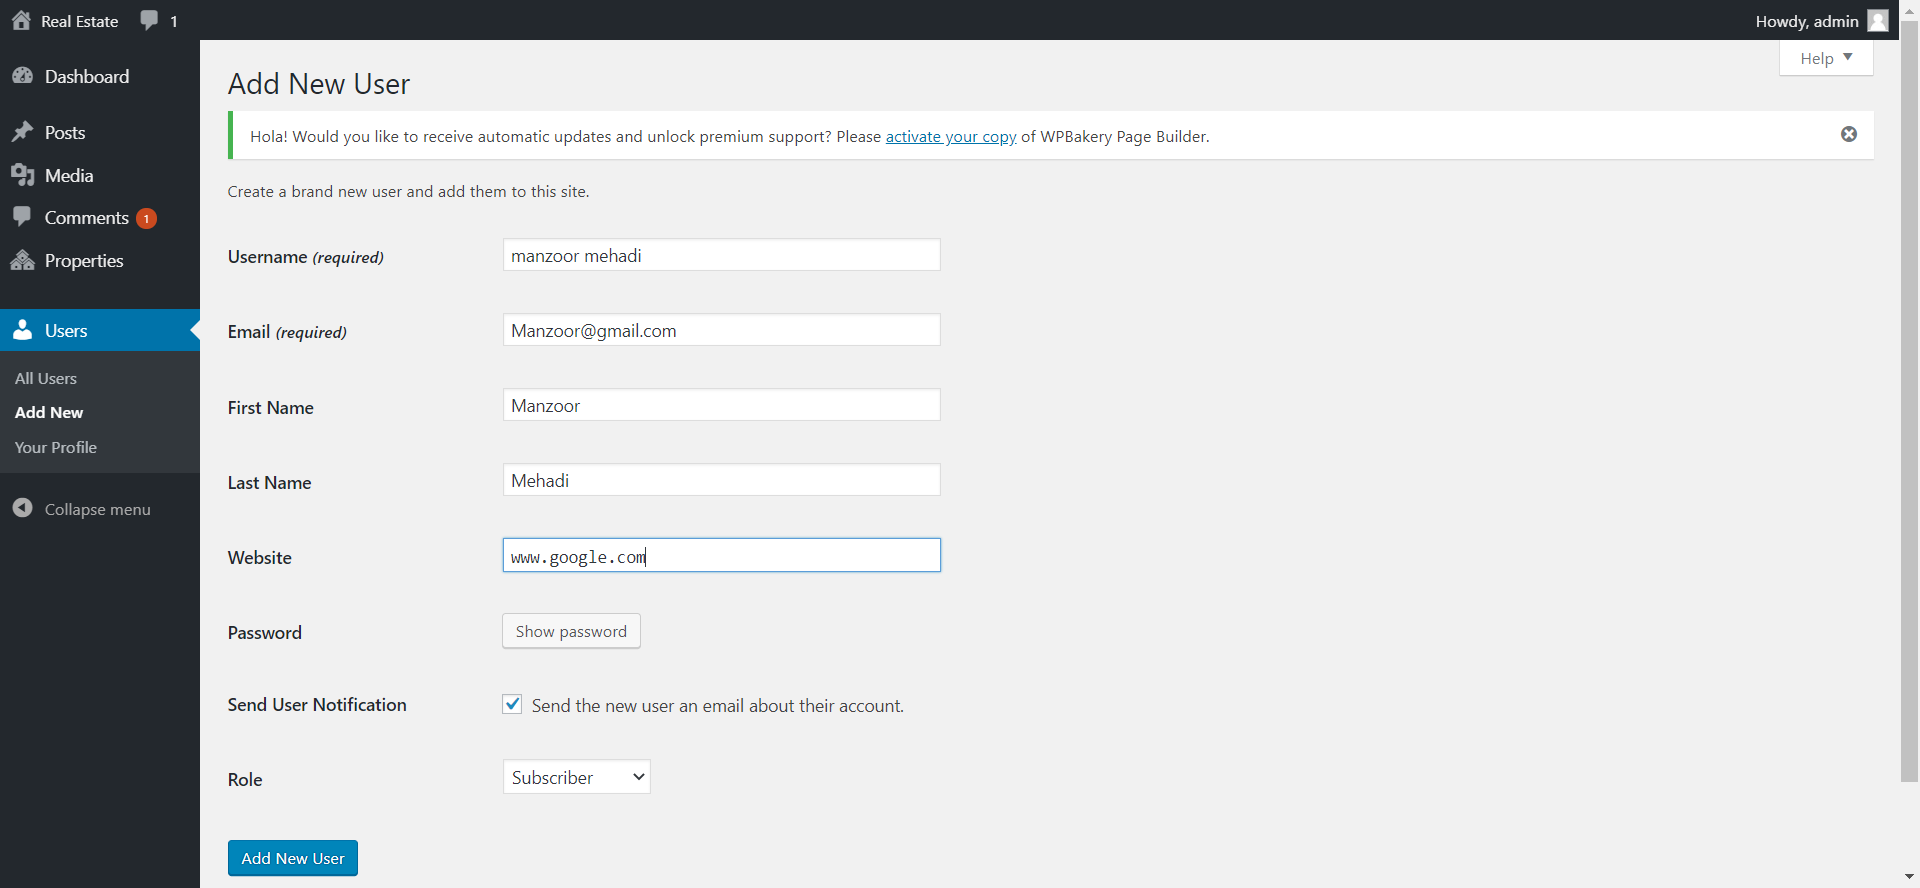 Real Estate 1 Howdy, admin
Help
Dashboard
Posts
Media
Comments 1
Properties
Users
All Users
Add New
Your Profile
Collapse menu
Add New User
Hola! Would you like to receive automatic updates and unlock premium support? Please activate your copy of WPBakery Page Builder.
Create a brand new user and add them to this site.
Username (required) manzoor mehadi
Email (required) Manzoor@gmail.com
First Name Manzoor
Last Name Mehadi
Website www.google.com
Password Show password
Send User Notification Send the new user an email about their account.
Role Subscriber
Add New User